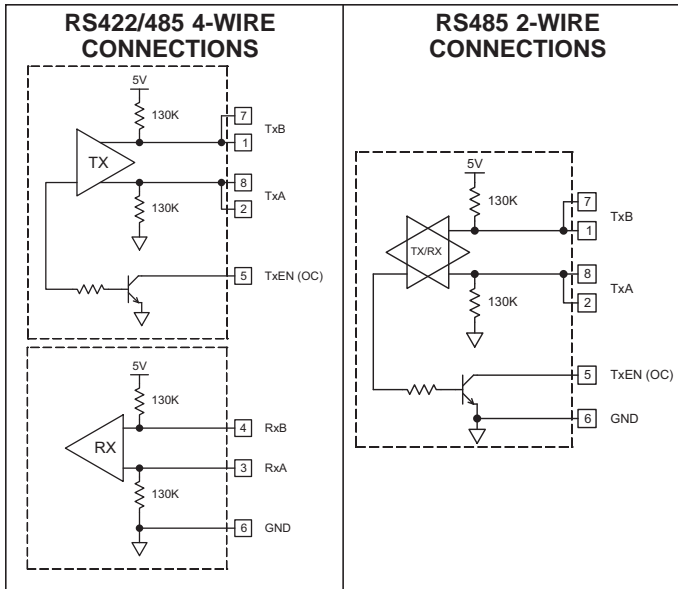 RS422/485 4-WIRE
CONNECTIONS
5V
130K
7
TxB
1
TX
8
TxA
2
130K
5
TxEN (OC)
5V
130K
4
RxB
RX
3
RxA
130K
6
GND
RS485 2-WIRE
CONNECTIONS
5V
130K
7
TxB
1
TX/RX
8
TxA
2
130K
5
TxEN (OC)
6
GND